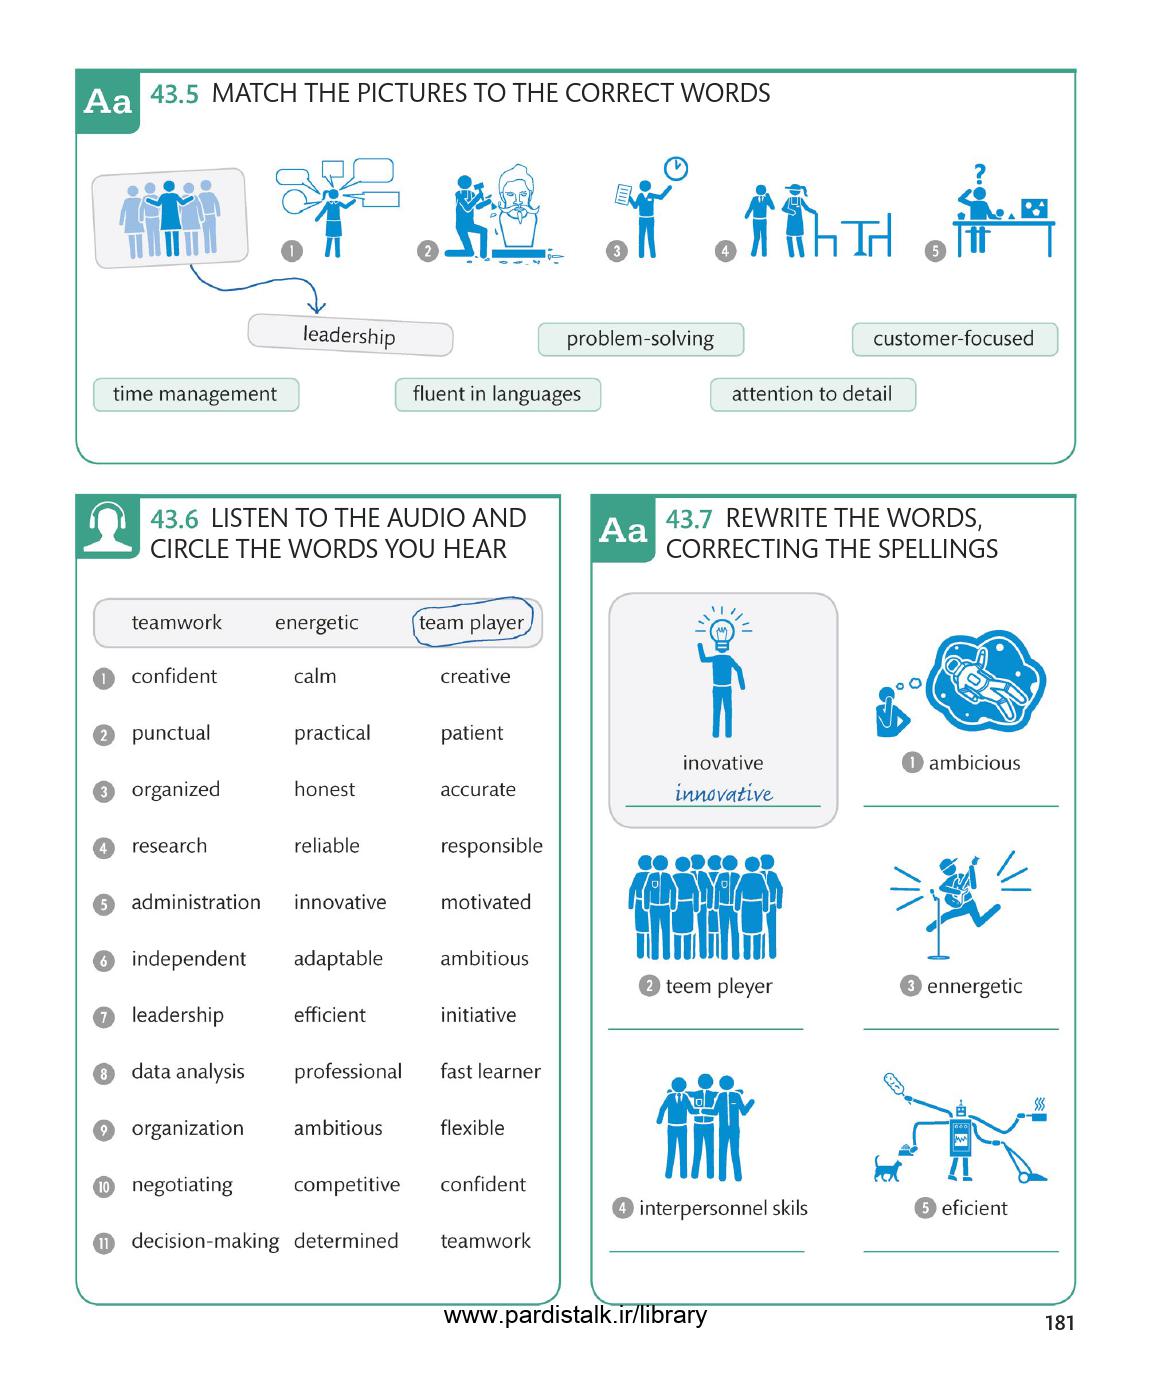 Aa 43.5 MATCH THE PICTURES TO THE CORRECT WORDS
?
1 2 3 4 5
leadership problem-solving customer-focused
time management fluent in languages attention to detail
43.6 LISTEN TO THE AUDIO AND
CIRCLE THE WORDS YOU HEAR
teamwork energetic team player
1 confident calm creative
2 punctual practical patient
3 organized honest accurate
4 research reliable responsible
5 administration innovative motivated
6 independent adaptable ambitious
7 leadership efficient initiative
8 data analysis professional fast learner
9 organization ambitious flexible
10 negotiating competitive confident
11 decision-making determined teamwork
Aa 43.7 REWRITE THE WORDS,
CORRECTING THE SPELLINGS
inovative
innovative
1 ambicious
2 teem pleyer
3 ennergetic
4 interpersonnel skils
5 eficient
www.pardistalk.ir/library
181